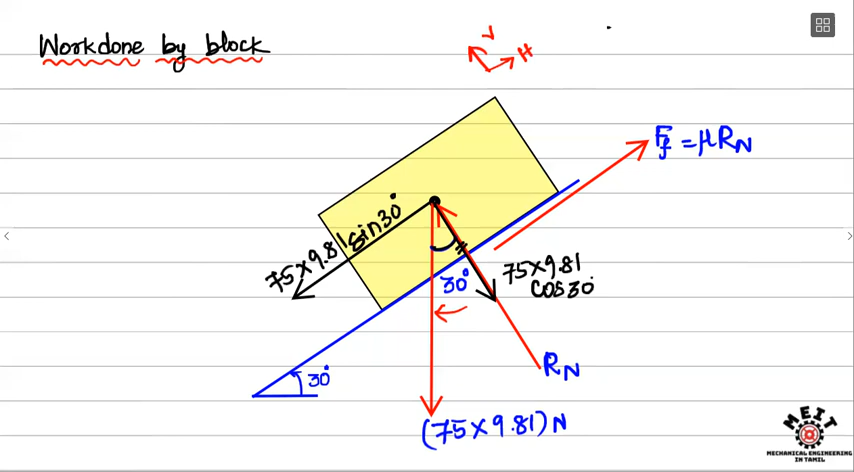 Workdone by block
V
H
Ff = μRN
75×9.81 sin30°
75×9.81
cos30°
30°
30°
RN
(75×9.81)N
MEIT
MECHANICAL ENGINEERING
IN TAMIL